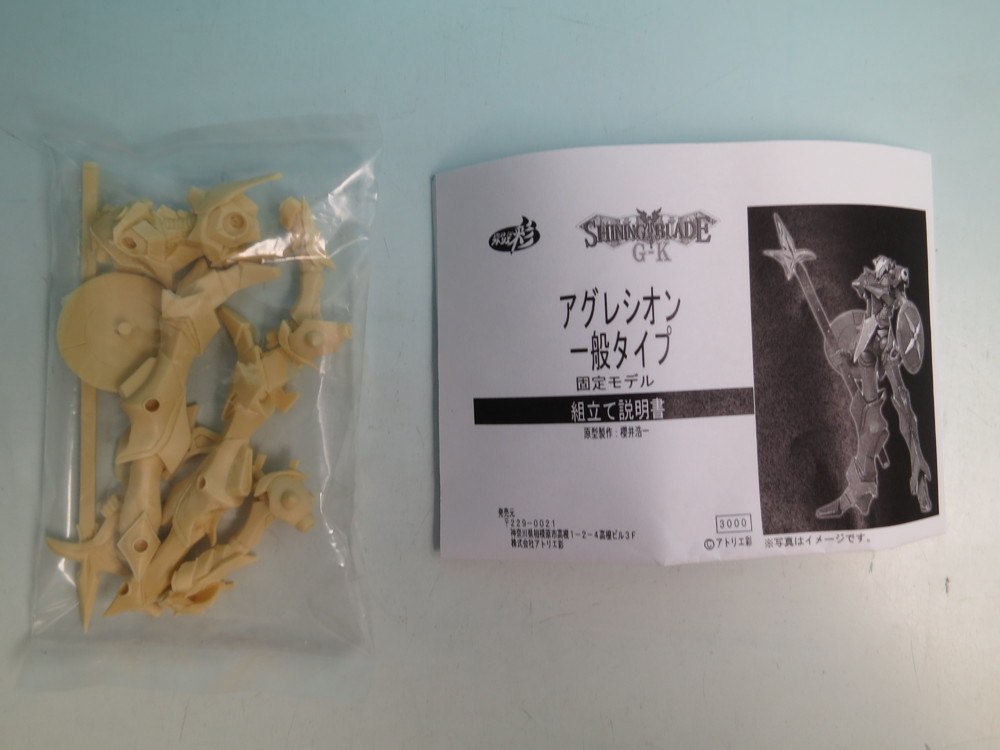 SHINING BLADE
G-K
アグレシオン
一般タイプ
固定モデル
組立て説明書
原型製作：櫻井浩一
発売元
〒229-0021
神奈川県相模原市高根1-2-4高根ビル3F
株式会社アトリエ彩
3000
©アトリエ彩
※写真はイメージです。